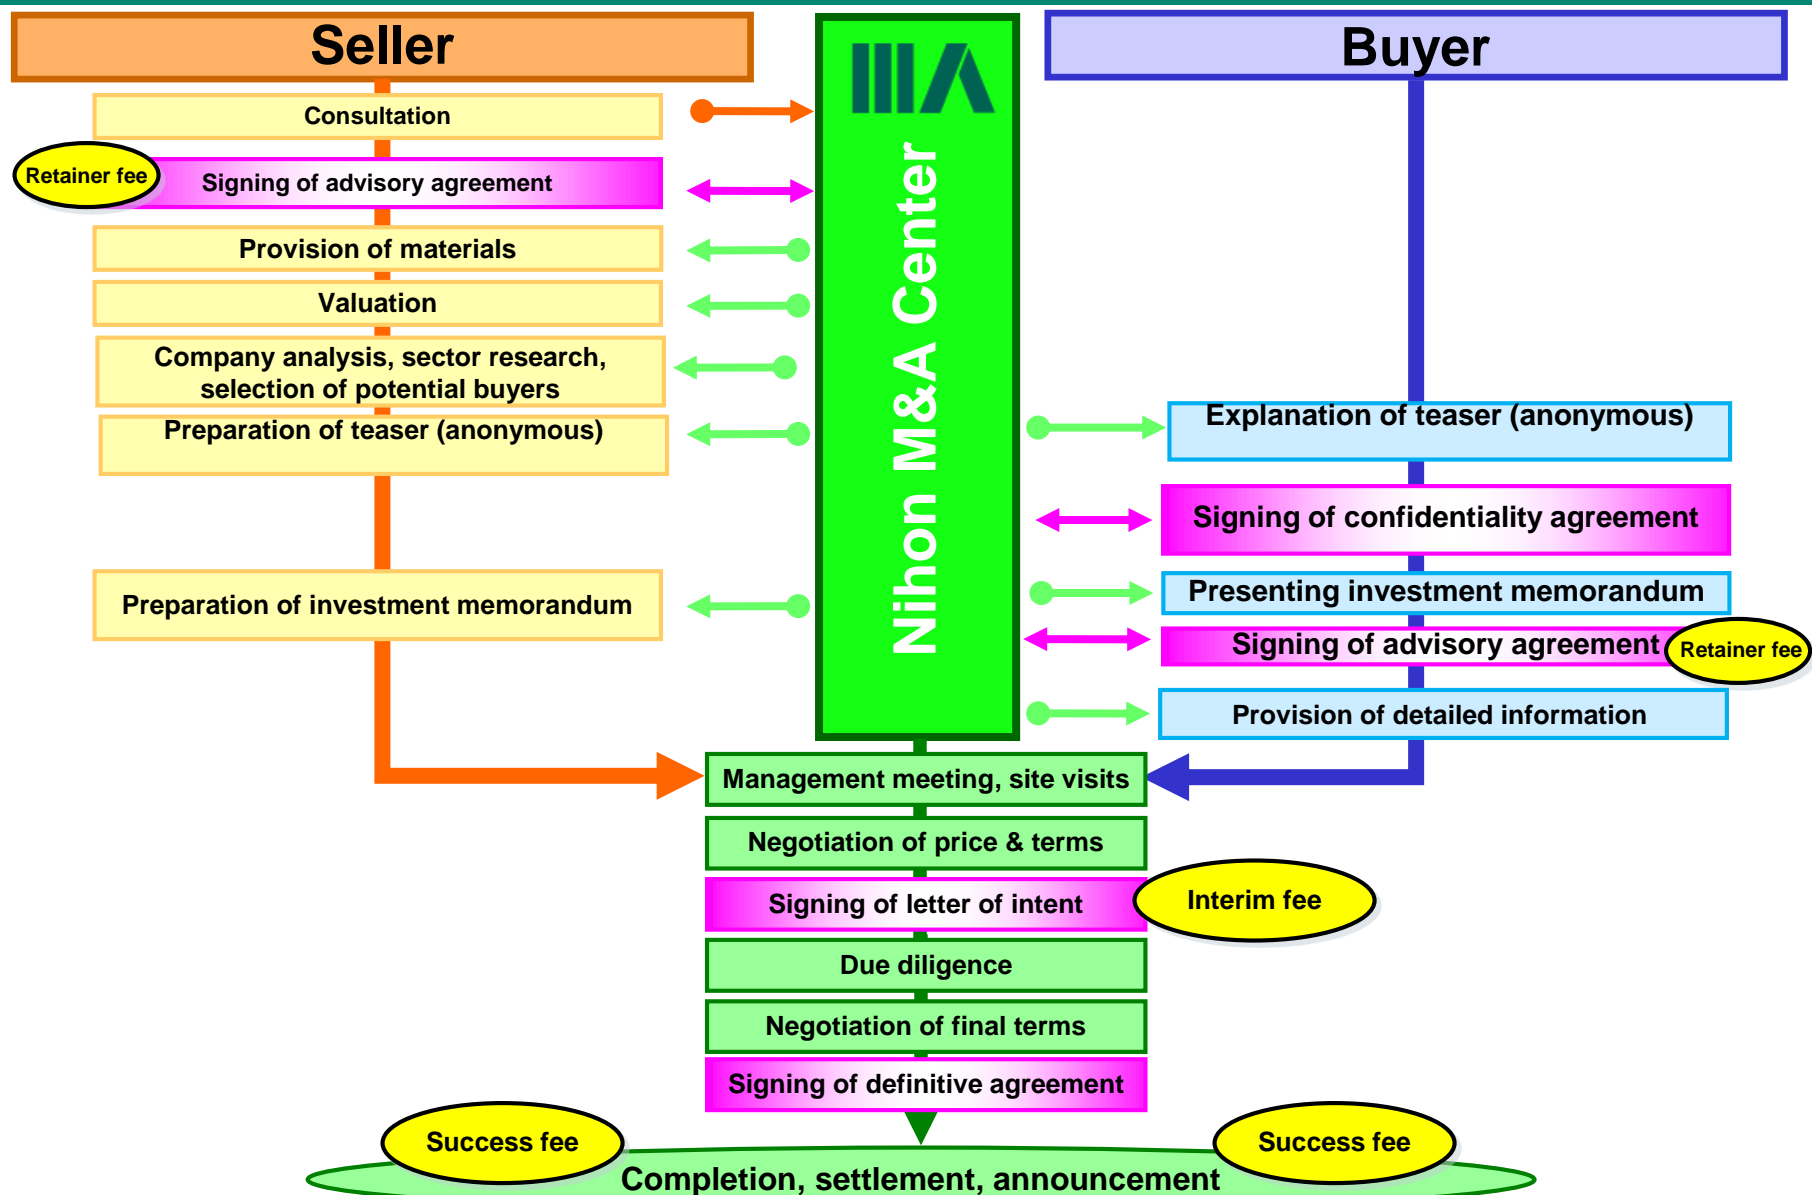 Seller
Buyer
Consultation
Retainer fee
Signing of advisory agreement
Provision of materials
Valuation
Company analysis, sector research,
selection of potential buyers
Preparation of teaser (anonymous)
Preparation of investment memorandum
Nihon M&A Center
Explanation of teaser (anonymous)
Signing of confidentiality agreement
Presenting investment memorandum
Signing of advisory agreement
Retainer fee
Provision of detailed information
Management meeting, site visits
Negotiation of price & terms
Signing of letter of intent
Interim fee
Due diligence
Negotiation of final terms
Signing of definitive agreement
Success fee
Success fee
Completion, settlement, announcement